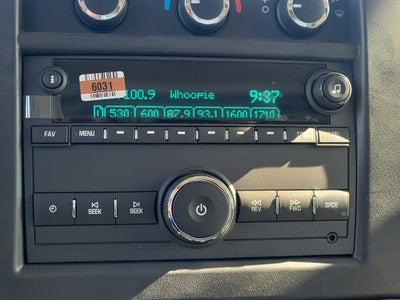 6031
100.9 Whoopie 9:37
1 530 600 87.9 93.1 1600 1710
FAV MENU
SEEK SEEK REV FWD